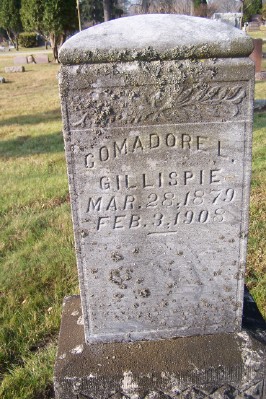 COMADORE L.
GILLISPIE
MAR. 28, 1879
FEB. 3, 1908